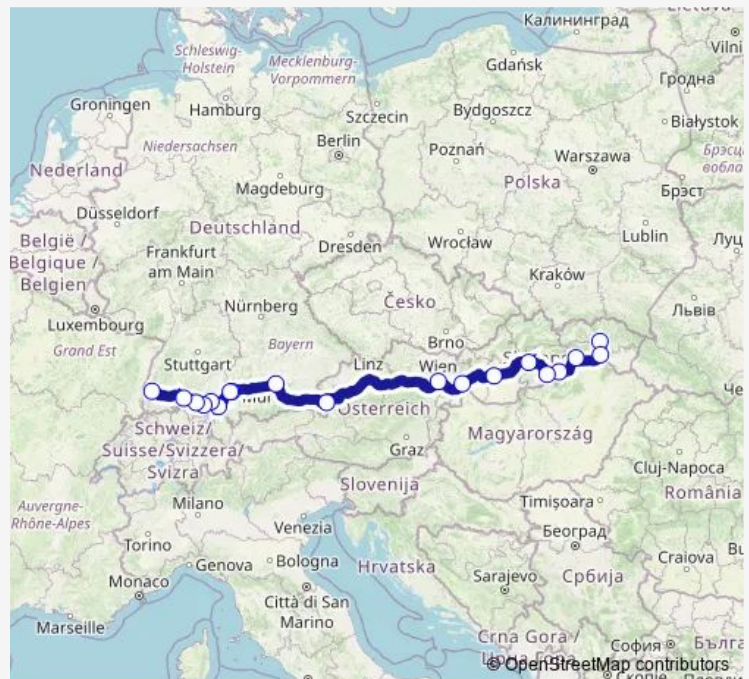 Калининград
Vilni
Schleswig-
Holstein
Mecklenburg-
Vorpommern
Gdańsk
Гродна
Groningen
Hamburg
Szczecin
Bydgoszcz
Białystok
Niedersachsen
Berlin
Poznań
Warszawa
Nederland
Magdeburg
Polska
Брэст
Düsseldorf
Deutschland
België /
Belgique /
Belgien
Frankfurt
am Main
Dresden
Wrocław
Lublin
Луц
Kraków
Česko
Львів
Luxembourg
Nürnberg
Grand Est
Bayern
Brno
Stuttgart
Linz
Wien
Österreich
Schweiz/
Suisse/Svizzera/
Svizra
Magyarország
Graz
Cluj-Napoca
Slovenija
România
Auvergne-
Rhône-Alpes
Milano
Timișoara
Venezia
Torino
Београд
Genova
Bologna
Hrvatska
Craiova
Monaco
Sarajevo
Србија
Città di San
Marino
Marseille
Crna Gora /
София
Бълга
© OpenStreetMap contributors